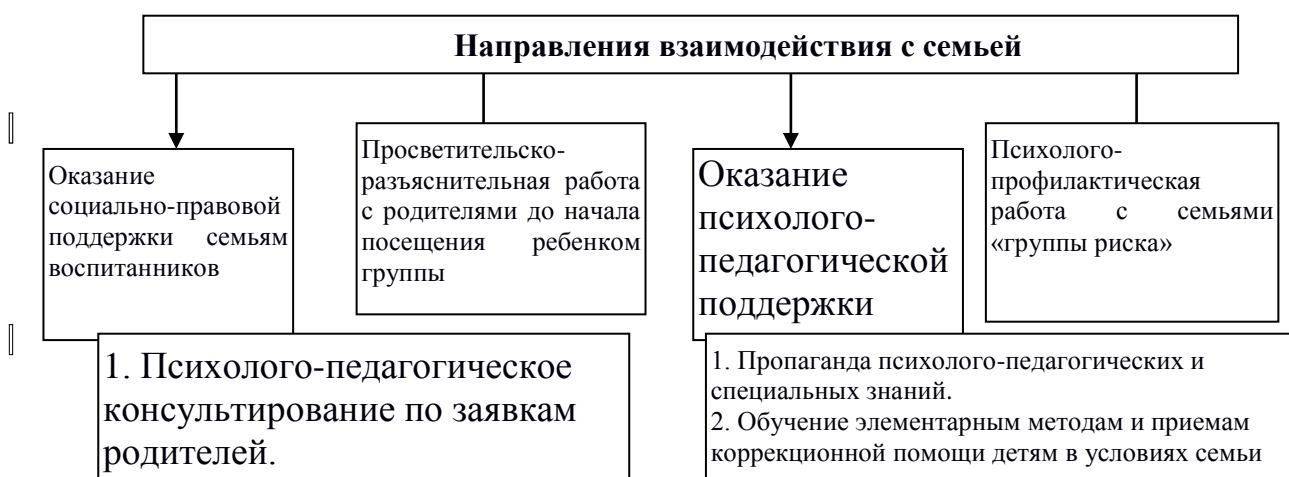 Направления взаимодействия с семьей
Оказание
социально-правовой
поддержки семьям
воспитанников
Просветительско-
разъяснительная работа
с родителями до начала
посещения ребенком
группы
Оказание
психолого-
педагогической
поддержки
Психолого-
профилактическая
работа с семьями
«группы риска»
1. Психолого-педагогическое
консультирование по заявкам
родителей.
1. Пропаганда психолого-педагогических и
специальных знаний.
2. Обучение элементарным методам и приемам
коррекционной помощи детям в условиях семьи